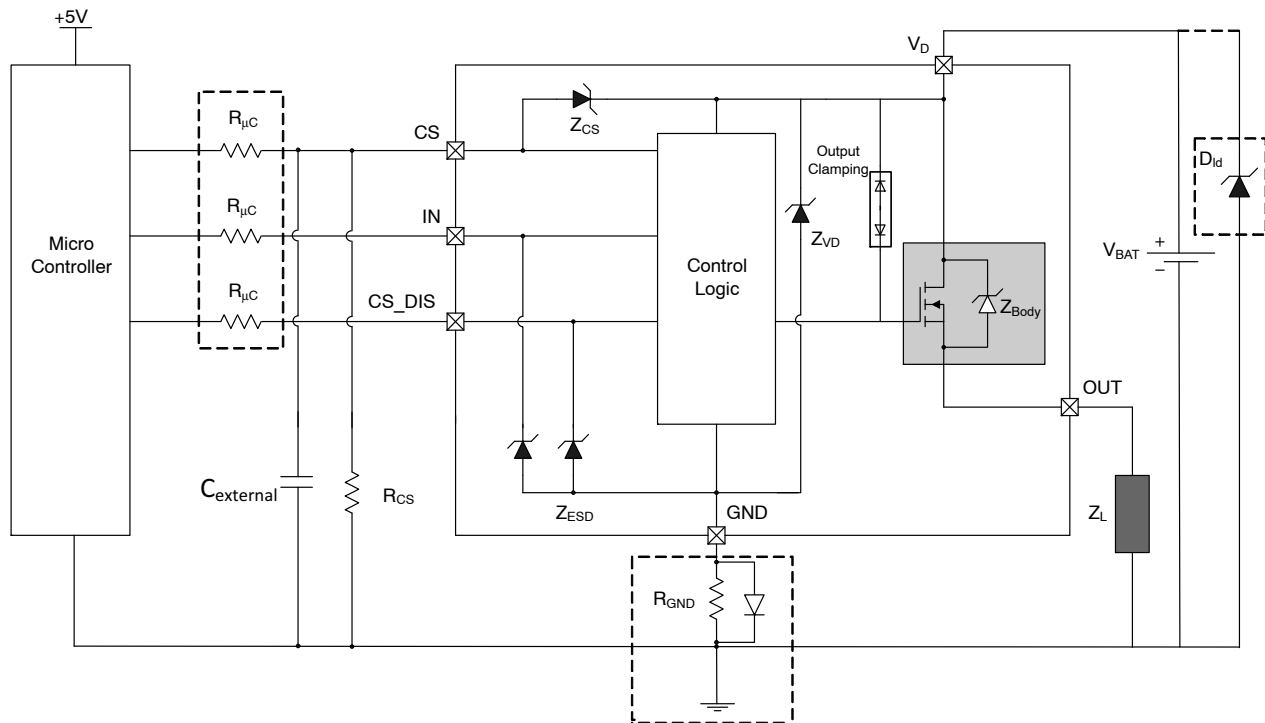 +5V
V_D
R_μC
CS
Z_CS
Output
Clamping
D_ld
R_μC
IN
Z_VD
Micro
Controller
Control
Logic
V_BAT
+
−
R_μC
CS_DIS
Z_Body
OUT
C_external
R_CS
Z_ESD
GND
Z_L
R_GND